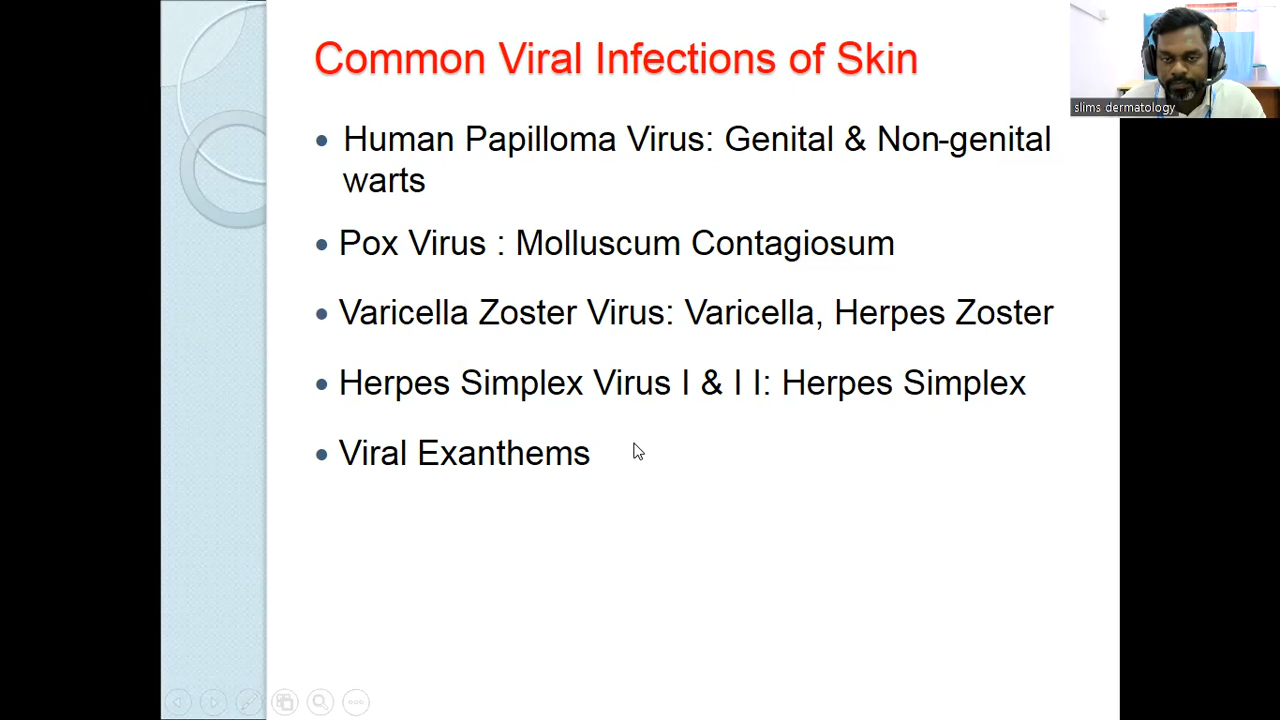 Common Viral Infections of Skin
slims dermatology
• Human Papilloma Virus: Genital & Non-genital
warts
• Pox Virus : Molluscum Contagiosum
• Varicella Zoster Virus: Varicella, Herpes Zoster
• Herpes Simplex Virus I & I I: Herpes Simplex
• Viral Exanthems